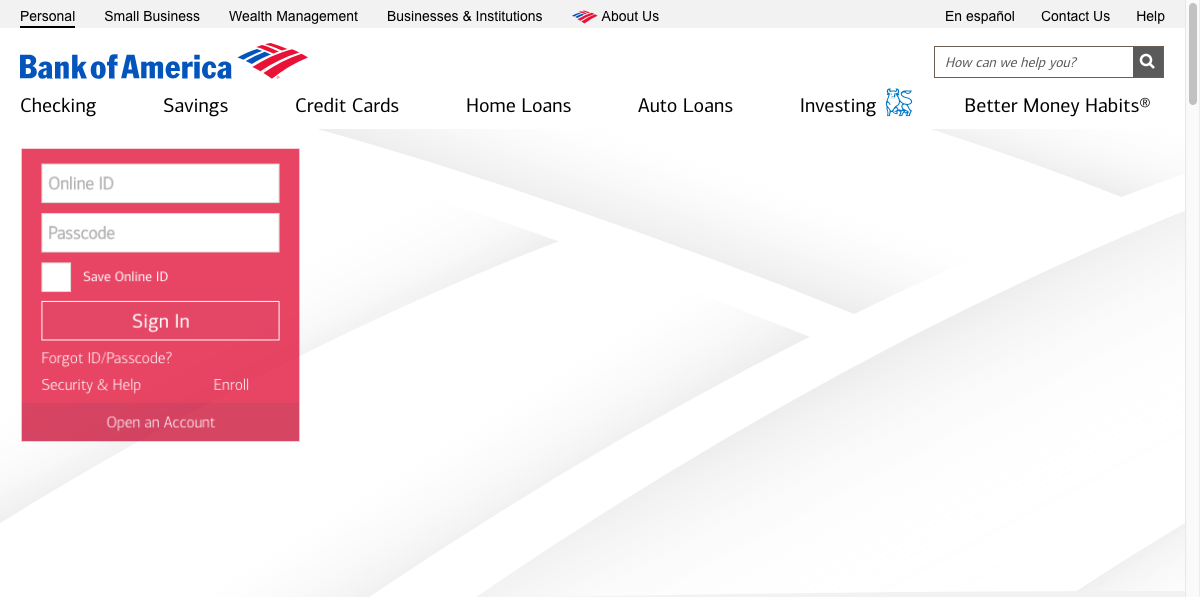 Personal Small Business Wealth Management Businesses & Institutions About Us En español Contact Us Help
Bank of America
How can we help you?
Checking Savings Credit Cards Home Loans Auto Loans Investing Better Money Habits®
Online ID
Passcode
Save Online ID
Sign In
Forgot ID/Passcode?
Security & Help Enroll
Open an Account